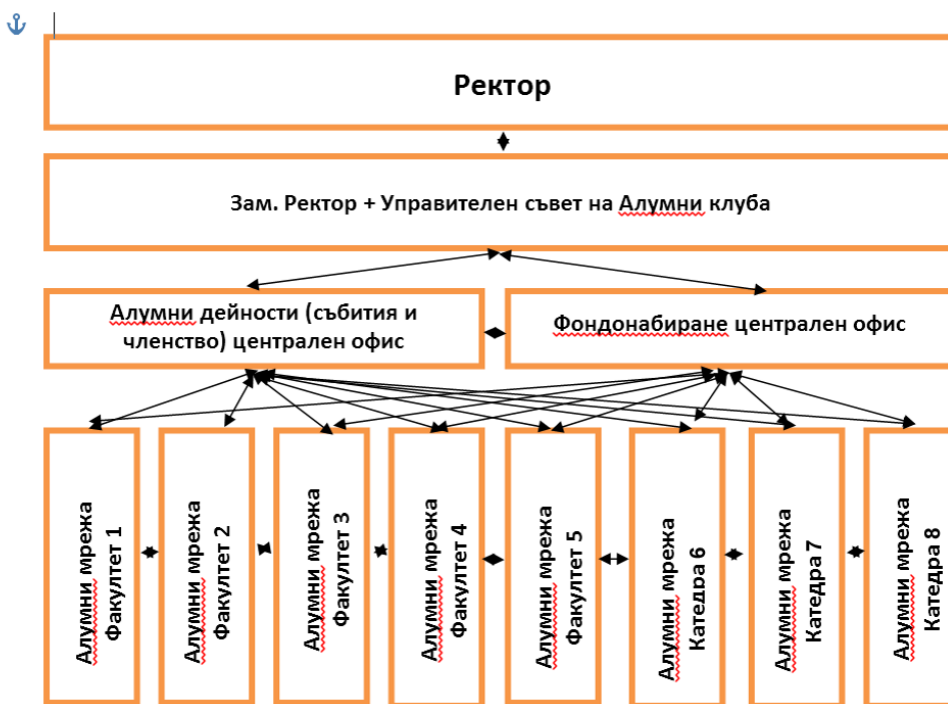 Ректор
Зам. Ректор + Управителен съвет на Алумни клуба
Алумни дейности (събития и
членство) централен офис
Фондонабиране централен офис
Алумни мрежа
Факултет 1
Алумни мрежа
Факултет 2
Алумни мрежа
Факултет 3
Алумни мрежа
Факултет 4
Алумни мрежа
Факултет 5
Алумни мрежа
Катедра 6
Алумни мрежа
Катедра 7
Алумни мрежа
Катедра 8